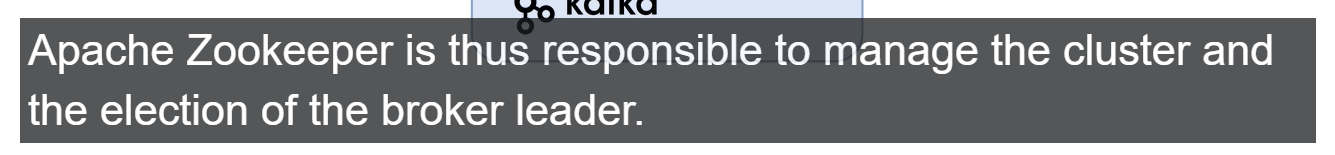 kafka
Apache Zookeeper is thus responsible to manage the cluster and
the election of the broker leader.